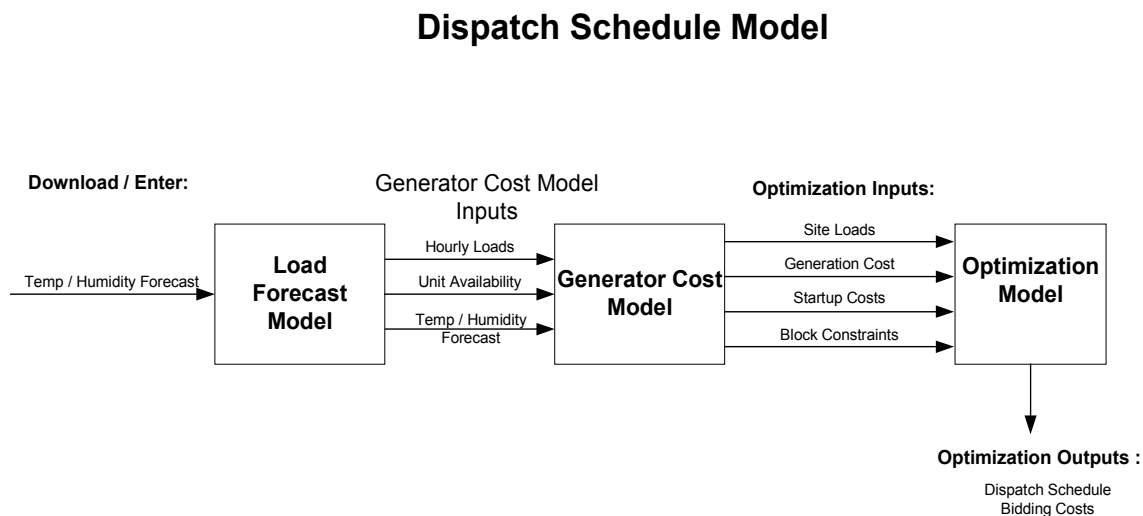 Dispatch Schedule Model
Download / Enter:
Generator Cost Model
Inputs
Optimization Inputs:
Temp / Humidity Forecast
Load
Forecast
Model
Hourly Loads
Unit Availability
Temp / Humidity
Forecast
Generator Cost
Model
Site Loads
Generation Cost
Startup Costs
Block Constraints
Optimization
Model
Optimization Outputs :
Dispatch Schedule
Bidding Costs